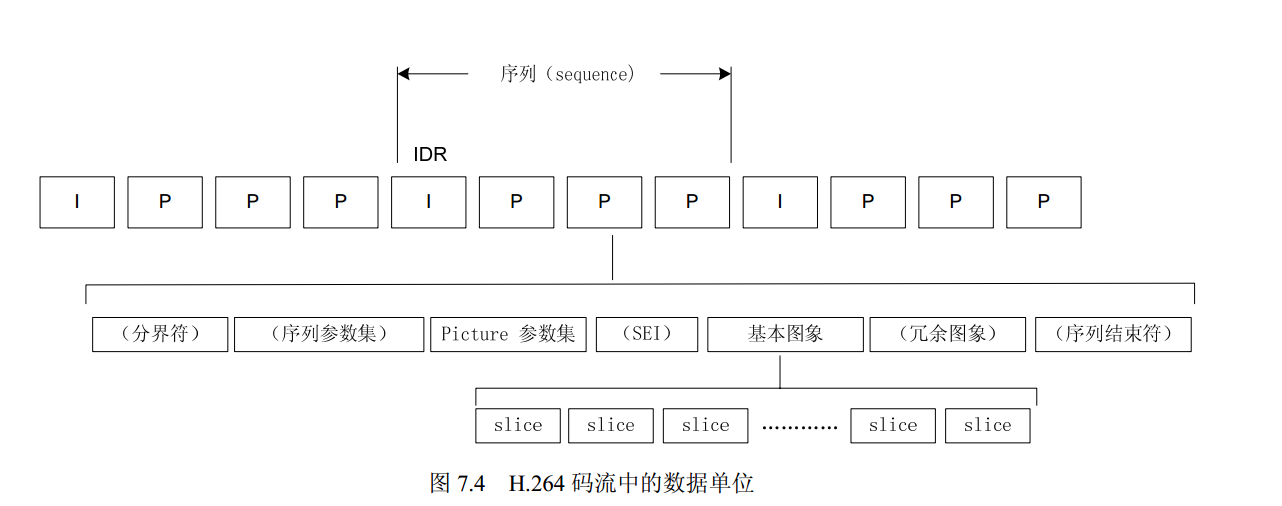 序列（sequence）
IDR
I P P P I P P P I P P P
（分界符） （序列参数集） Picture 参数集 （SEI） 基本图象 （冗余图象） （序列结束符）
slice slice slice ………… slice slice
图 7.4 H.264 码流中的数据单位